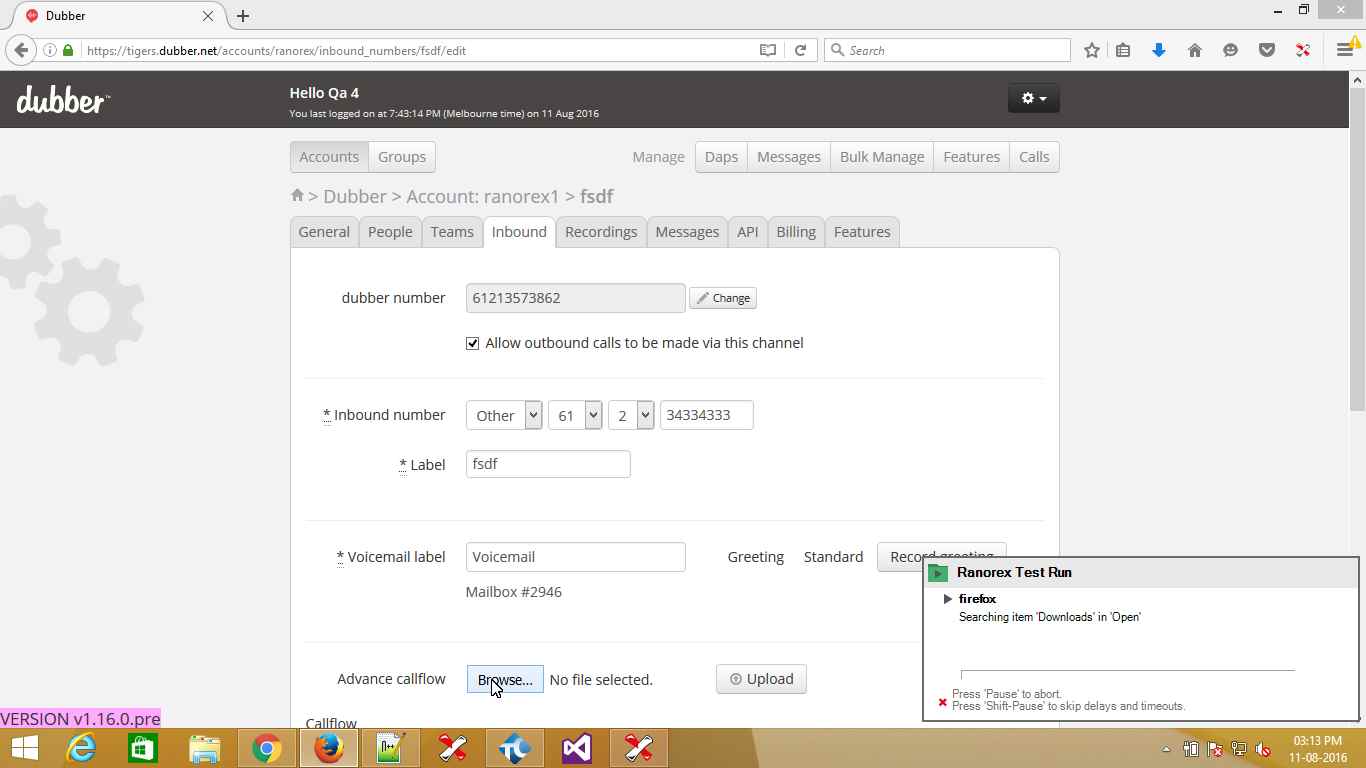 Dubber
https://tigers.dubber.net/accounts/ranorex/inbound_numbers/fsdf/edit
Search
dubber™
Hello Qa 4
You last logged on at 7:43:14 PM (Melbourne time) on 11 Aug 2016
Accounts Groups Manage Daps Messages Bulk Manage Features Calls
> Dubber > Account: ranorex1 > fsdf
General People Teams Inbound Recordings Messages API Billing Features
dubber number 61213573862 Change
Allow outbound calls to be made via this channel
* Inbound number Other 61 2 34334333
* Label fsdf
* Voicemail label Voicemail Greeting Standard Record greeting
Mailbox #2946
Ranorex Test Run
firefox
Searching item 'Downloads' in 'Open'
Advance callflow Browse... No file selected. Upload
Press 'Pause' to abort.
Press 'Shift-Pause' to skip delays and timeouts.
VERSION v1.16.0.pre
Callflow
03:13 PM
11-08-2016